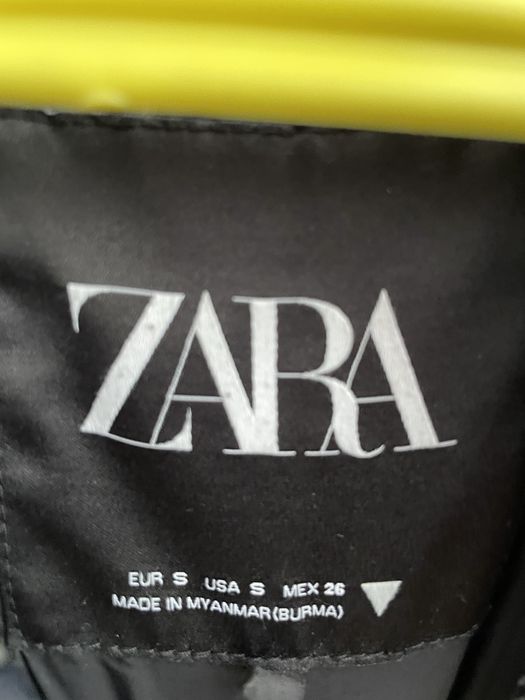 ZARA
EUR S USA S MEX 26
MADE IN MYANMAR (BURMA)